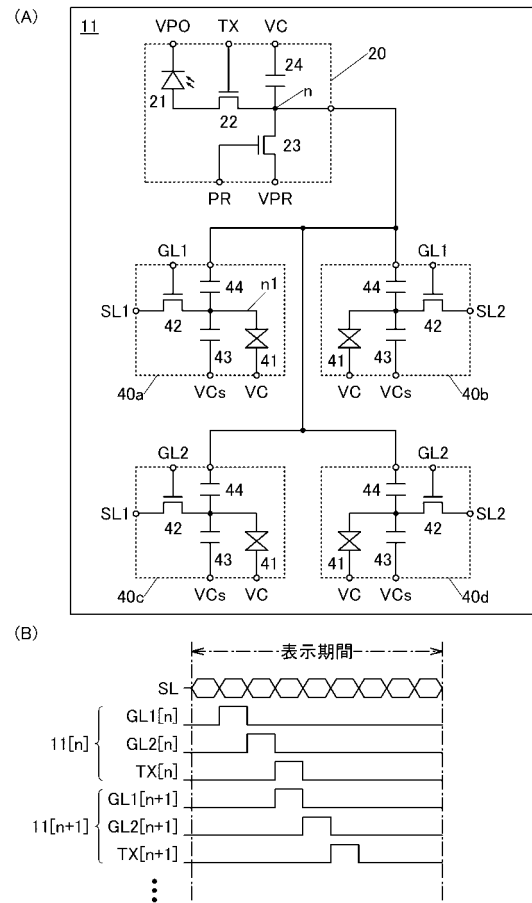 (A)
11
VPO TX VC
24
20
21
22
n
23
PR VPR
GL1
44
n1
SL1
42
43
41
40a
VCs VC
GL1
44
SL2
42
41
43
VC VCs
40b
GL2
44
SL1
42
43
41
40c
VCs VC
GL2
44
SL2
42
41
43
VC VCs
40d
(B)
表示期間
SL
11[n]
GL1[n]
GL2[n]
TX[n]
11[n+1]
GL1[n+1]
GL2[n+1]
TX[n+1]